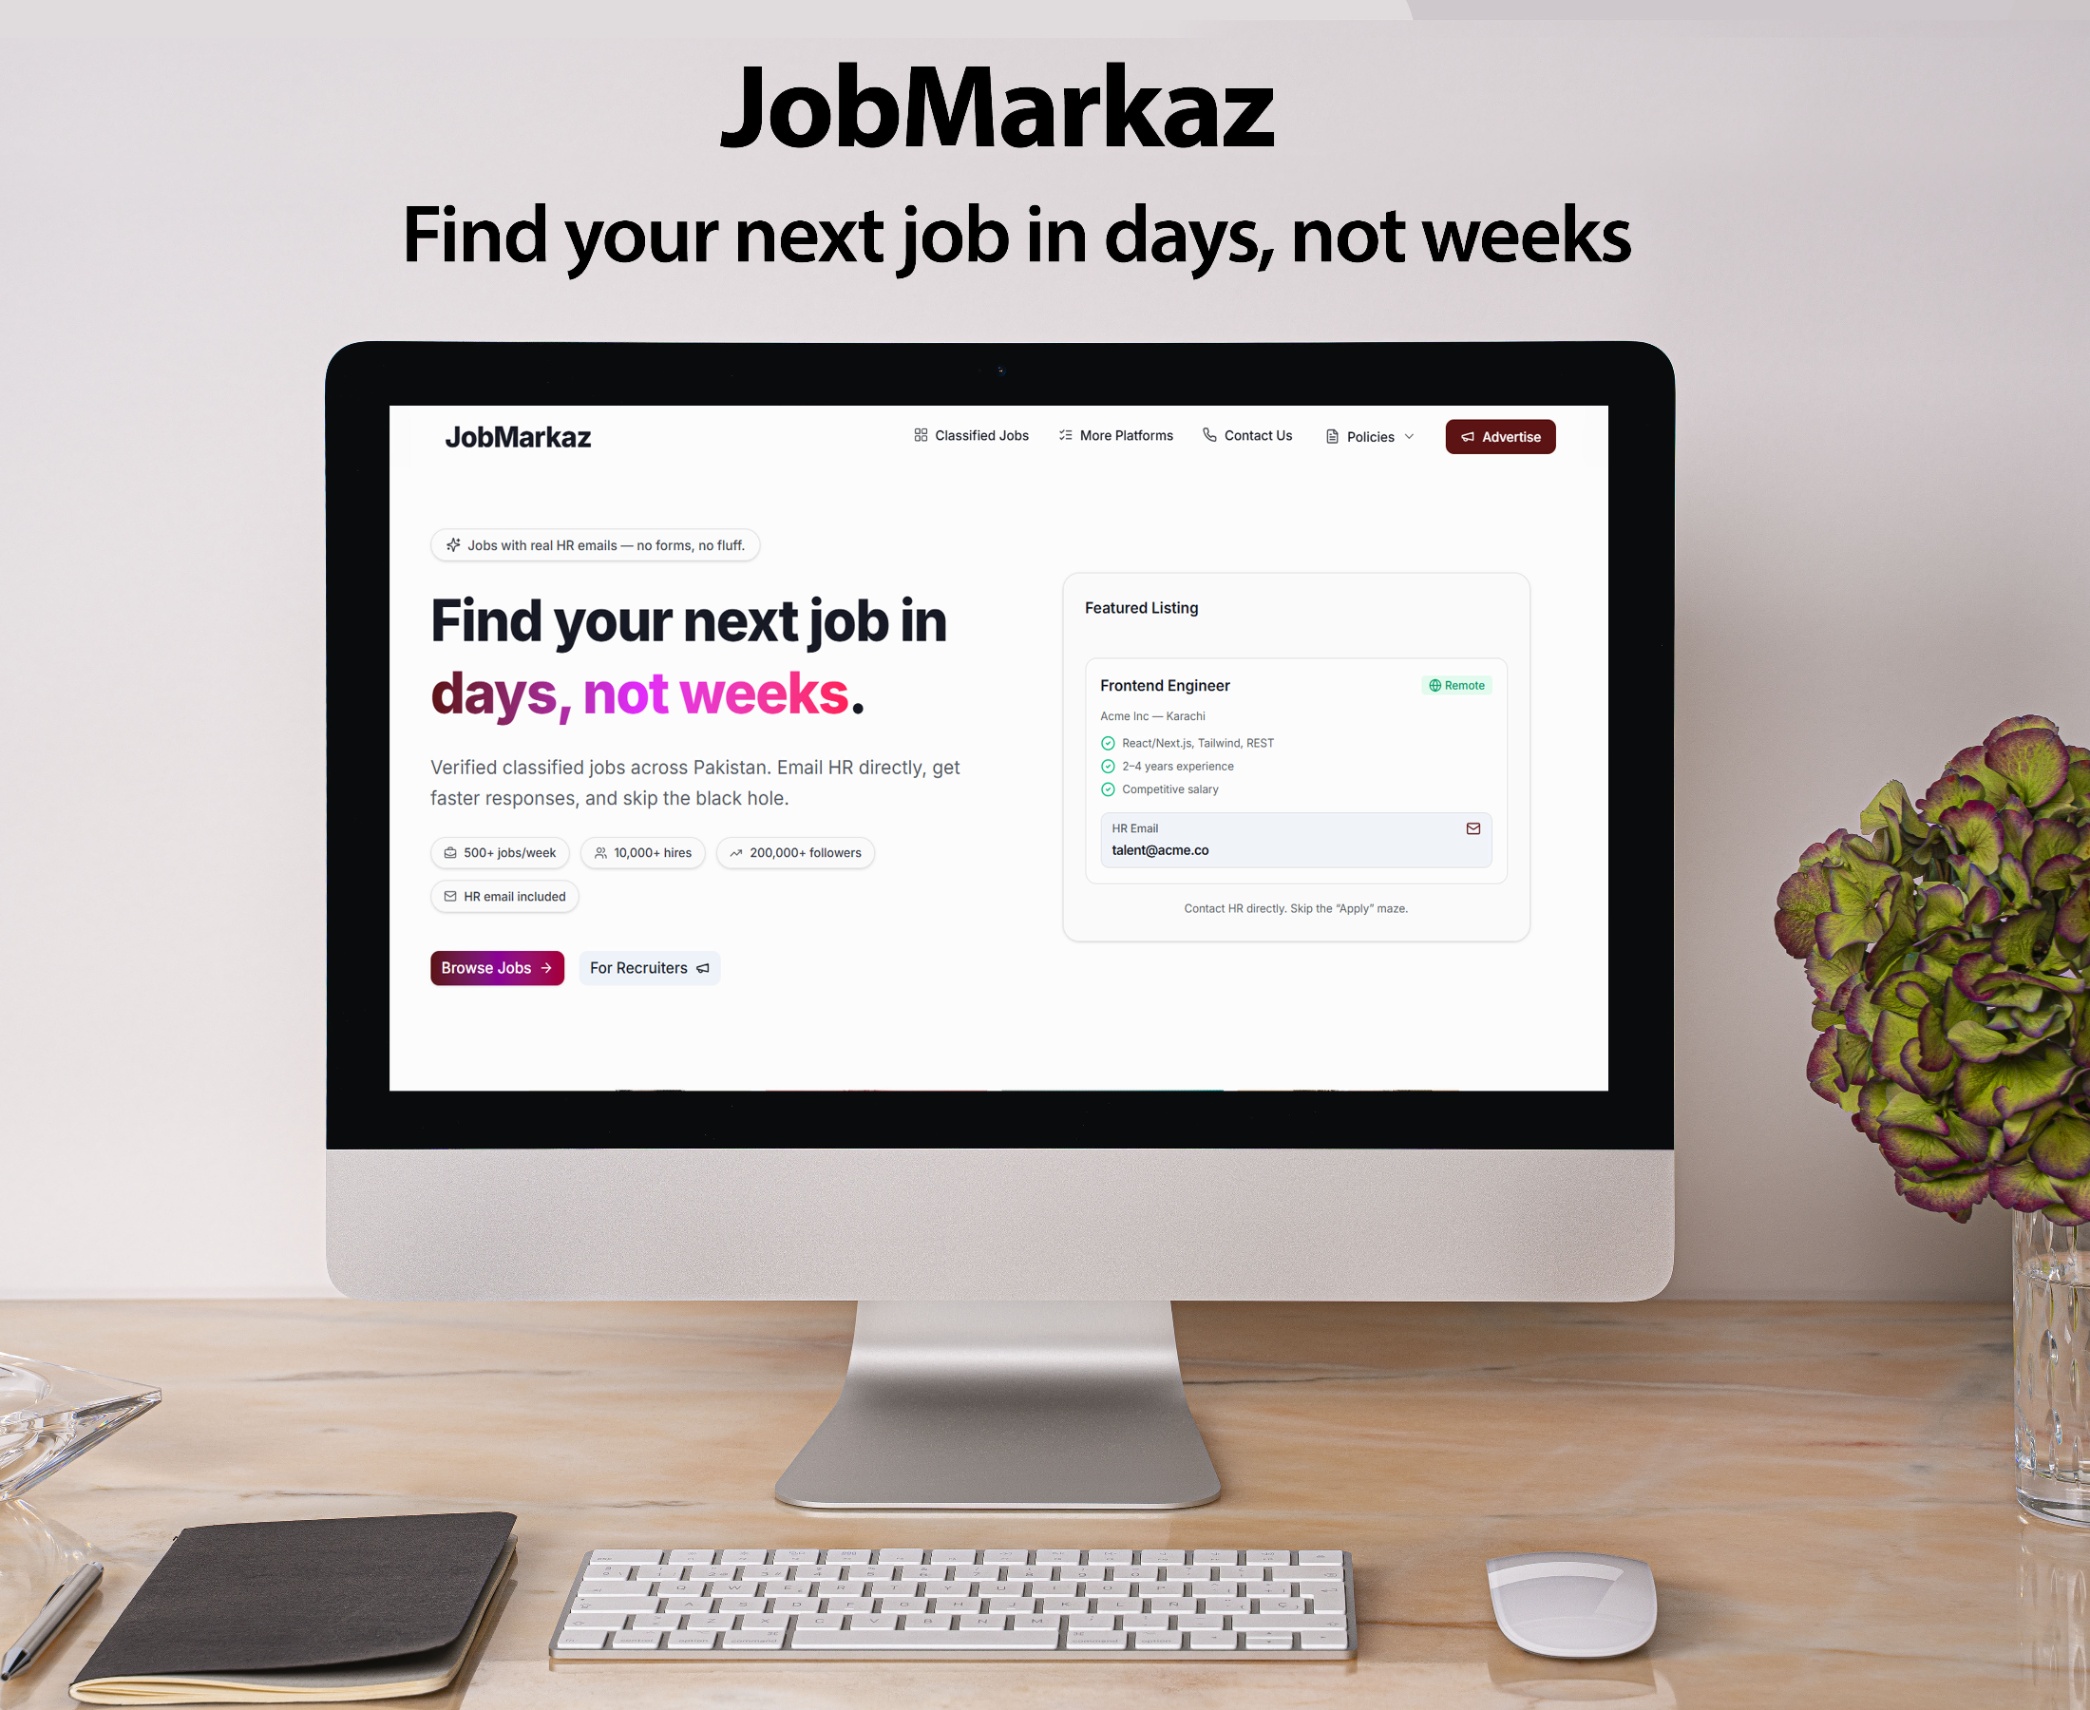 JobMarkaz
Find your next job in days, not weeks
JobMarkaz
Classified Jobs
More Platforms
Contact Us
Policies
Advertise
Jobs with real HR emails — no forms, no fluff.
Find your next job in
days, not weeks.
Verified classified jobs across Pakistan. Email HR directly, get
faster responses, and skip the black hole.
500+ jobs/week
10,000+ hires
200,000+ followers
HR email included
Browse Jobs
For Recruiters
Featured Listing
Frontend Engineer
Remote
Acme Inc — Karachi
React/Next.js, Tailwind, REST
2–4 years experience
Competitive salary
HR Email
talent@acme.co
Contact HR directly. Skip the “Apply” maze.